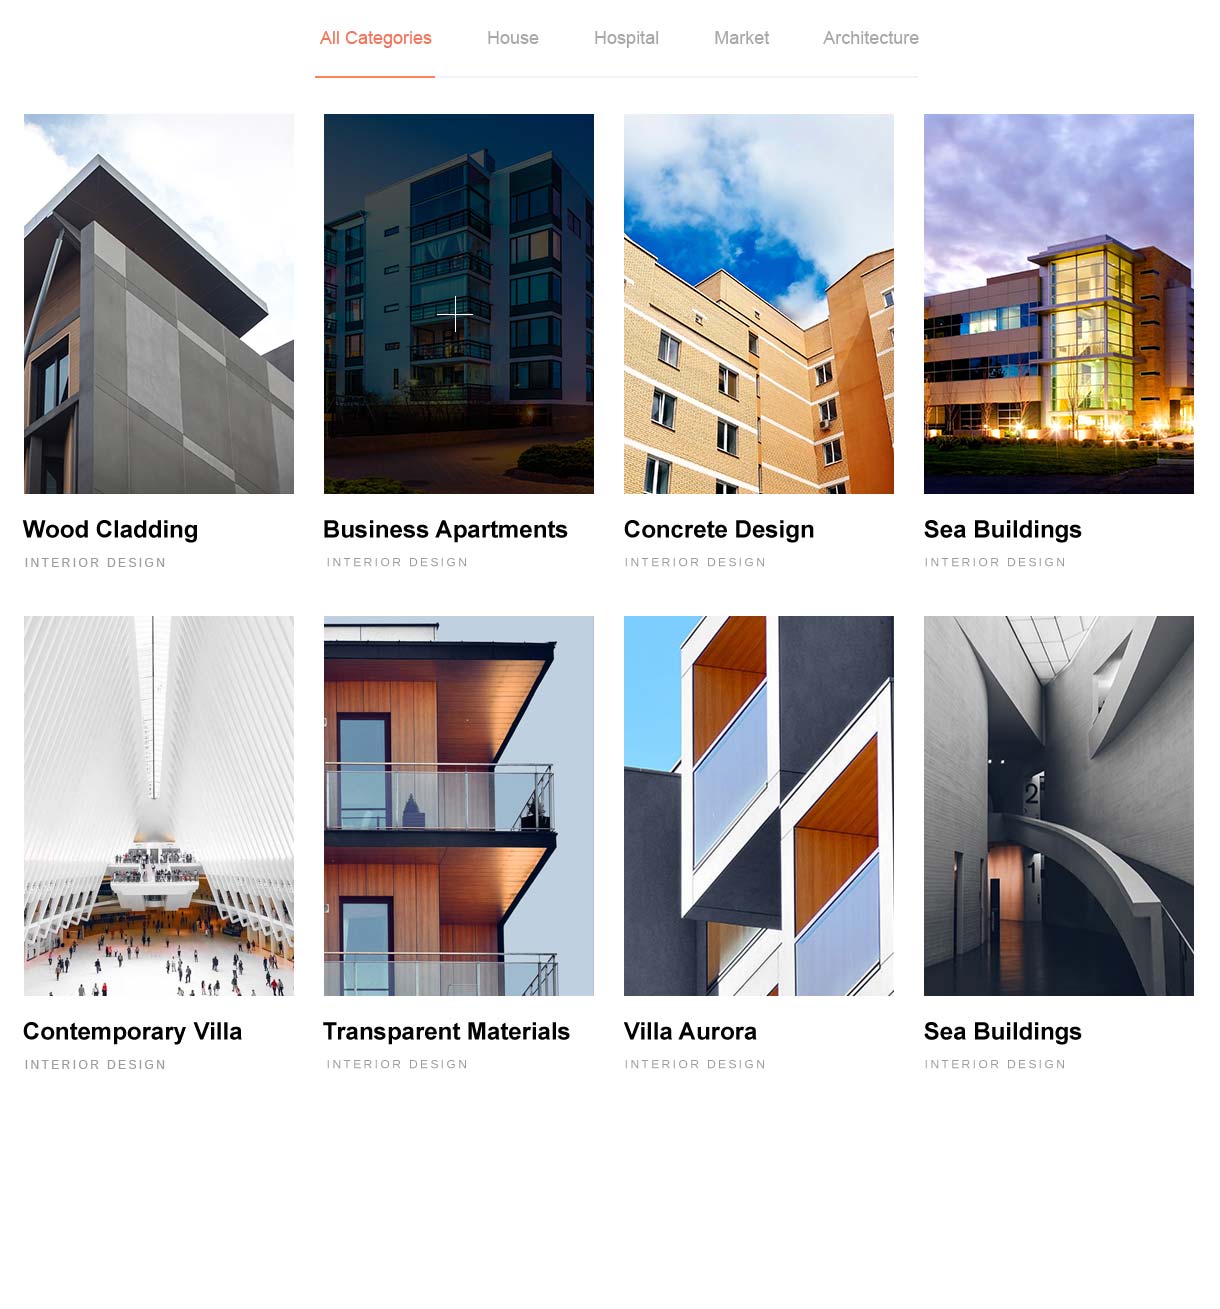 All Categories House Hospital Market Architecture
Wood Cladding Business Apartments Concrete Design Sea Buildings
INTERIOR DESIGN INTERIOR DESIGN INTERIOR DESIGN INTERIOR DESIGN
2
1
Contemporary Villa Transparent Materials Villa Aurora Sea Buildings
INTERIOR DESIGN INTERIOR DESIGN INTERIOR DESIGN INTERIOR DESIGN